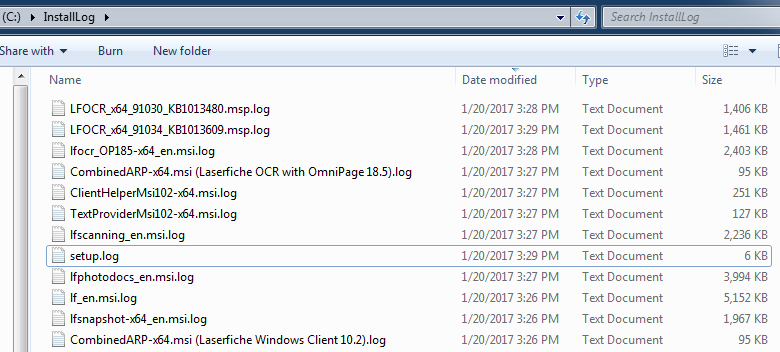 (C:) InstallLog Search InstallLog
Share with Burn New folder
Name Date modified Type Size
LFOCR_x64_91030_KB1013480.msp.log 1/20/2017 3:28 PM Text Document 1,406 KB
LFOCR_x64_91034_KB1013609.msp.log 1/20/2017 3:29 PM Text Document 1,461 KB
lfocr_OP185-x64_en.msi.log 1/20/2017 3:28 PM Text Document 2,403 KB
CombinedARP-x64.msi (Laserfiche OCR with OmniPage 18.5).log 1/20/2017 3:27 PM Text Document 95 KB
ClientHelperMsi102-x64.msi.log 1/20/2017 3:27 PM Text Document 251 KB
TextProviderMsi102-x64.msi.log 1/20/2017 3:27 PM Text Document 127 KB
lfscanning_en.msi.log 1/20/2017 3:27 PM Text Document 2,236 KB
setup.log 1/20/2017 3:29 PM Text Document 6 KB
lfphotodocs_en.msi.log 1/20/2017 3:27 PM Text Document 3,994 KB
lf_en.msi.log 1/20/2017 3:26 PM Text Document 5,152 KB
lfsnapshot-x64_en.msi.log 1/20/2017 3:26 PM Text Document 1,967 KB
CombinedARP-x64.msi (Laserfiche Windows Client 10.2).log 1/20/2017 3:26 PM Text Document 95 KB